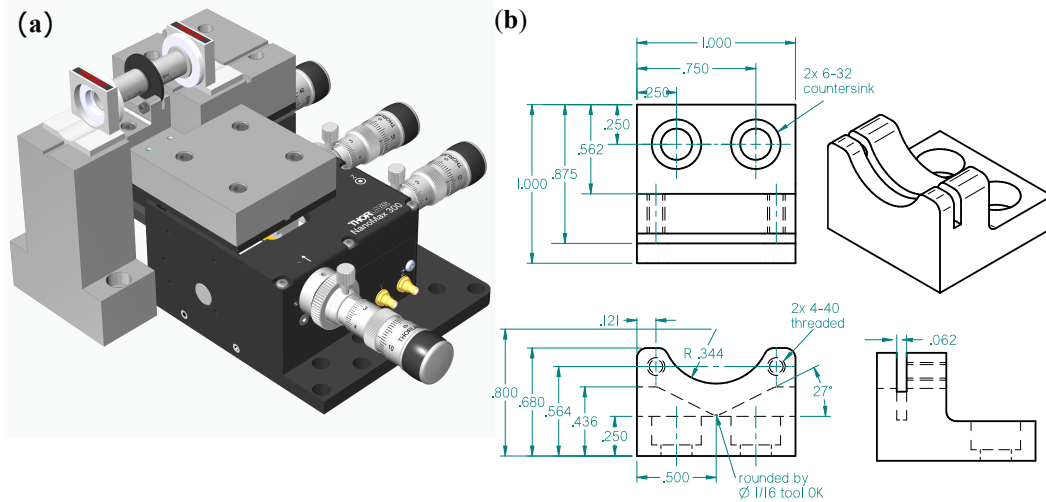 (a)
THORLABS
NanoMax 300
(b)
1.000
.750
.250
2x 6-32
countersink
.250
.562
.875
1.000
.121
2x 4-40
threaded
R .344
.062
.800
.680
.564
.436
.250
27°
.500
rounded by
Ø 1/16 tool OK